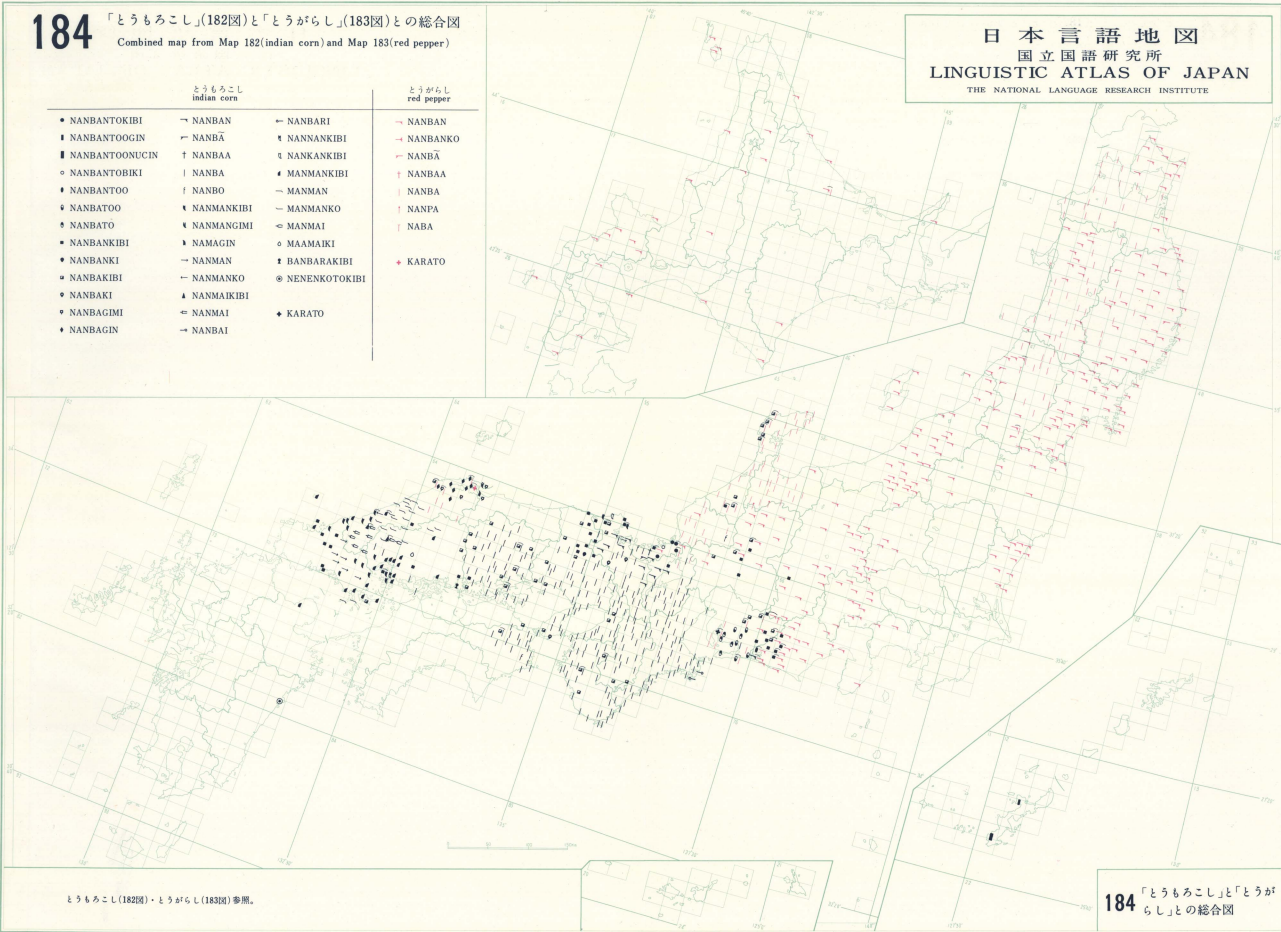 184
「とうもろこし」(182図)と「とうがらし」(183図)との総合図
Combined map from Map 182(indian corn) and Map 183(red pepper)
日本言語地図
国立国語研究所
LINGUISTIC ATLAS OF JAPAN
THE NATIONAL LANGUAGE RESEARCH INSTITUTE
とうもろこし
indian corn
NANBANTOKIBI
NANBANTOOGIN
NANBANTOONUCIN
NANBANTOBIKI
NANBANTOO
NANBATOO
NANBATO
NANBANKIBI
NANBANKI
NANBAKIBI
NANBAKI
NANBAGIMI
NANBAGIN
NANBAN
NANBÃ
NANBAA
NANBA
NANBO
NANMANKIBI
NANMANGIMI
NAMAGIN
NANMAN
NANMANKO
NANMAIKIBI
NANMAI
NANBAI
NANBARI
NANNANKIBI
NANKANKIBI
MANMANKIBI
MANMAN
MANMANKO
MANMAI
MAAMAIKI
BANBARAKIBI
NENENKOTOKIBI
KARATO
とうがらし
red pepper
NANBAN
NANBANKO
NANBÃ
NANBAA
NANBA
NANPA
NABA
KARATO
とうもろこし(182図)・とうがらし(183図)参照。
184
「とうもろこし」と「とうが
らし」との総合図